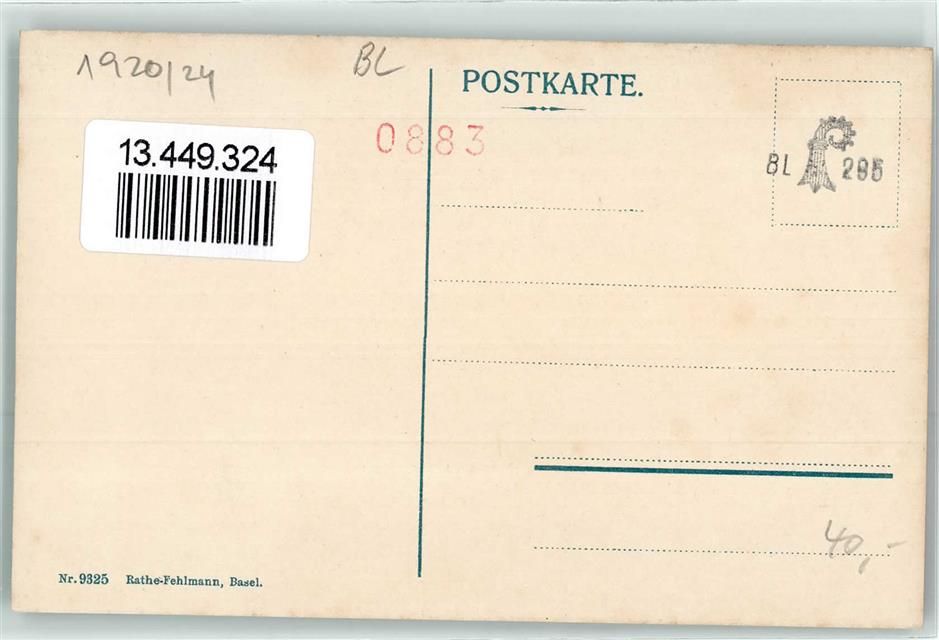 1920/24
BL
POSTKARTE.
0883
13.449.324
BL 295
40,-
Nr. 9325 Rathe-Fehlmann, Basel.